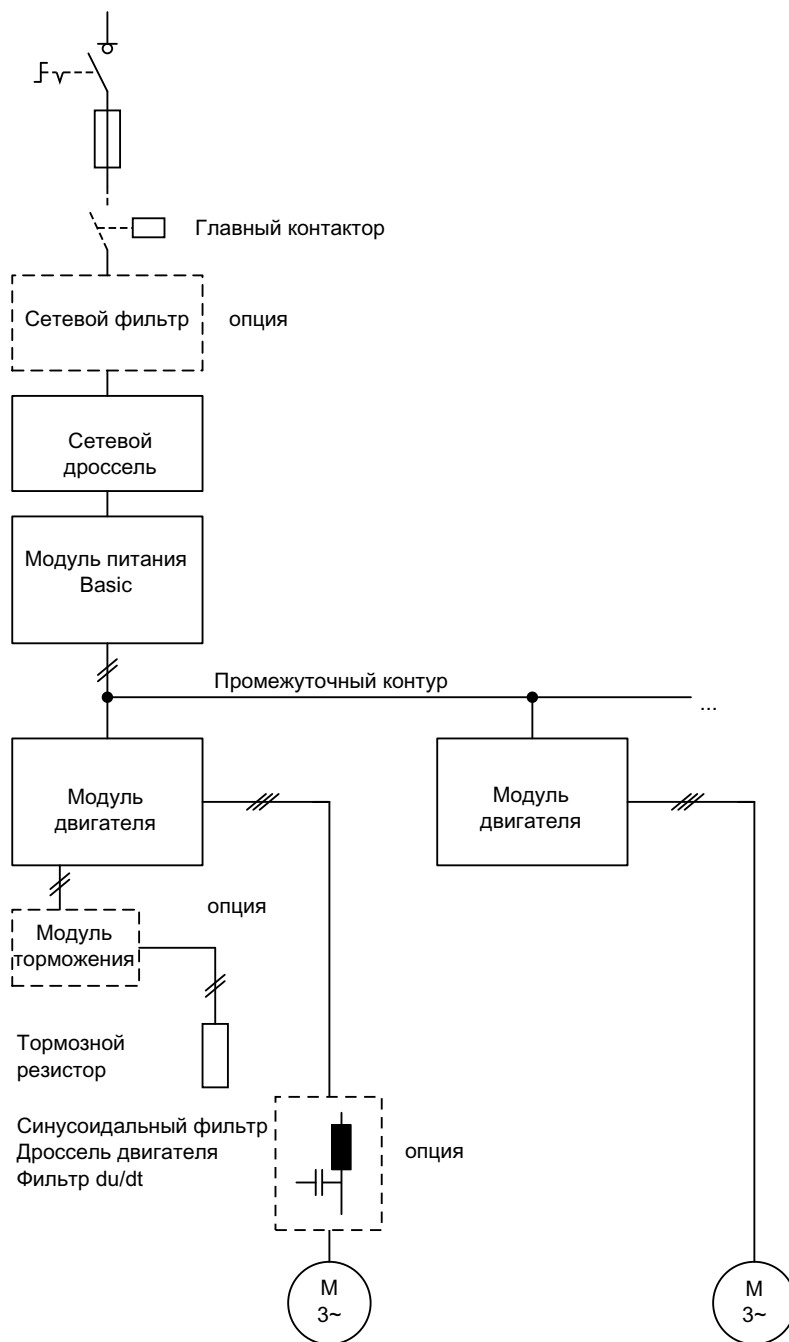 Главный контактор
Сетевой фильтр
опция
Сетевой
дроссель
Модуль питания
Basic
Промежуточный контур
...
Модуль
двигателя
Модуль
двигателя
опция
Модуль
торможения
Тормозной
резистор
Синусоидальный фильтр
Дроссель двигателя
Фильтр du/dt
опция
M
3~
M
3~